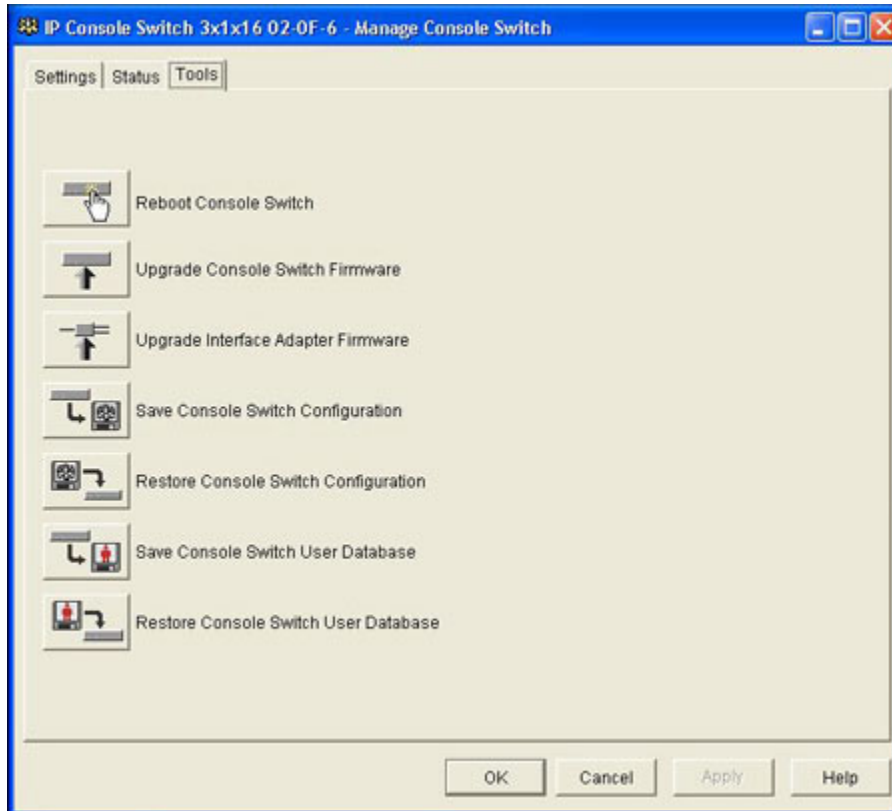 IP Console Switch 3x1x16 02-0F-6 - Manage Console Switch
Settings Status Tools
Reboot Console Switch
Upgrade Console Switch Firmware
Upgrade Interface Adapter Firmware
Save Console Switch Configuration
Restore Console Switch Configuration
Save Console Switch User Database
Restore Console Switch User Database
OK Cancel Apply Help